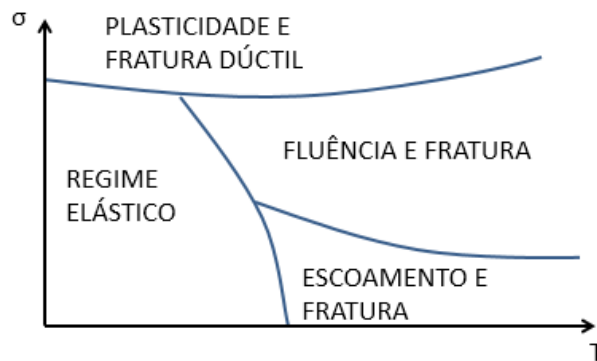 σ
PLASTICIDADE E
FRATURA DÚCTIL
FLUÊNCIA E FRATURA
REGIME
ELÁSTICO
ESCOAMENTO E
FRATURA
T